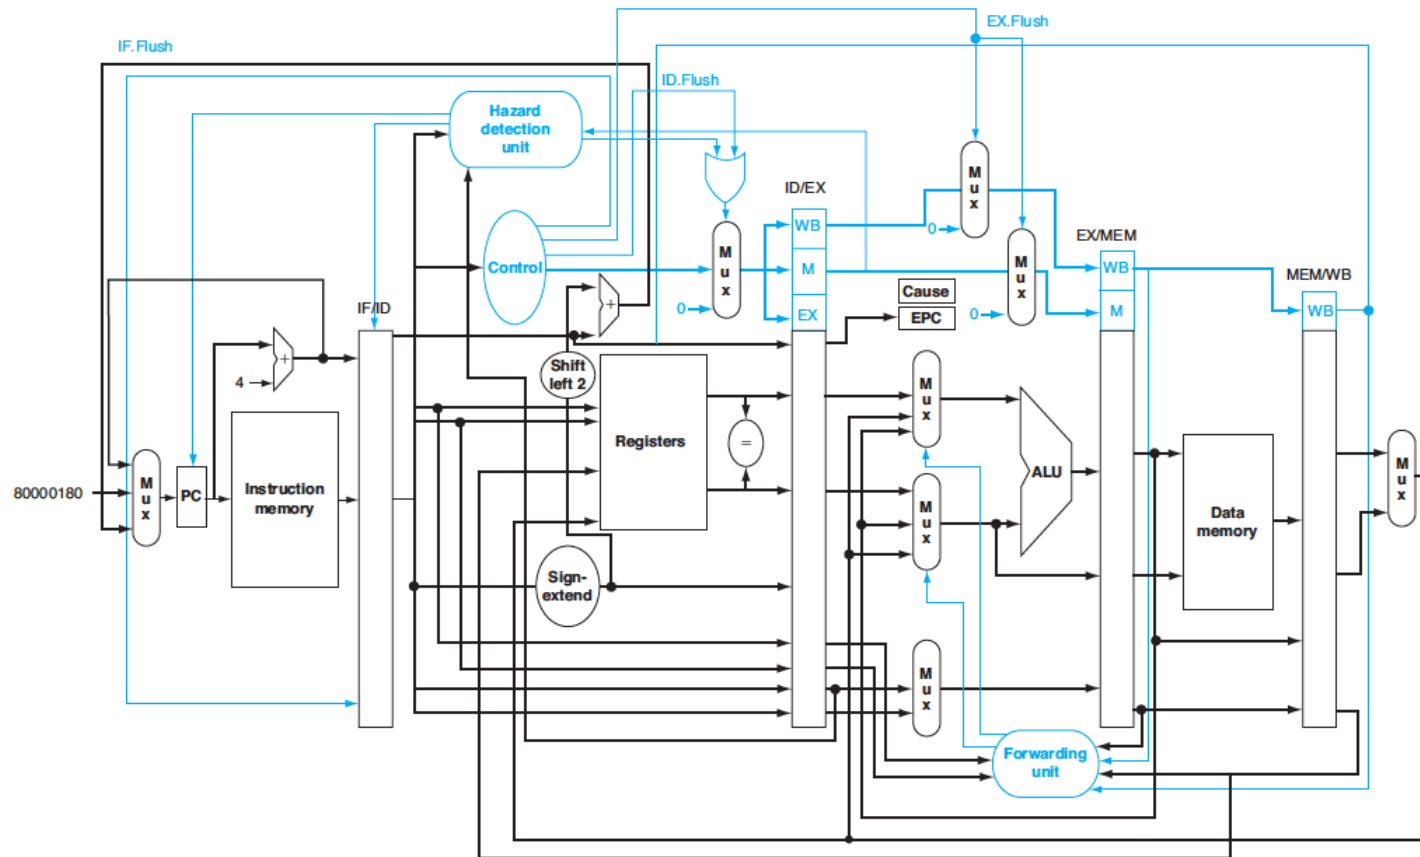 EX.Flush
IF.Flush
ID.Flush
Hazard
detection
unit
M
u
x
ID/EX
0
WB
M
u
x
EX/MEM
Control
M
u
x
M
WB
MEM/WB
Cause
0
EX
EPC
0
M
WB
IF/ID
+
+
4
Shift
left 2
M
u
x
Registers
=
ALU
80000180
M
u
x
PC
Instruction
memory
M
u
x
Data
memory
M
u
x
Sign-
extend
M
u
x
Forwarding
unit